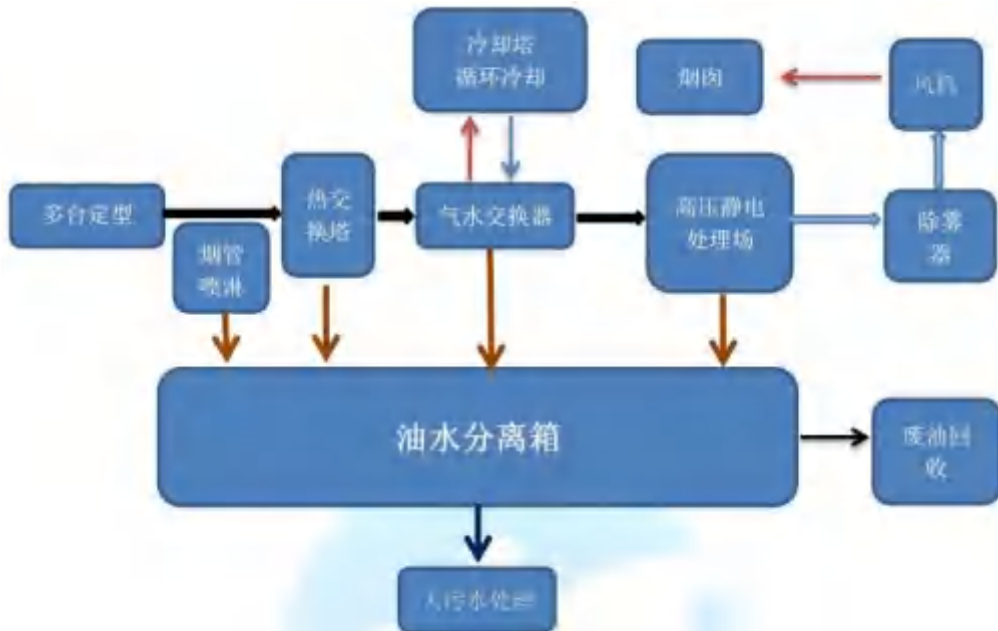 冷却塔
循环冷却
烟囱
风机
多台定型
热交
换塔
气水交换器
高压静电
处理场
除雾
器
烟管
喷淋
油水分离箱
废油回
收
入污水处理